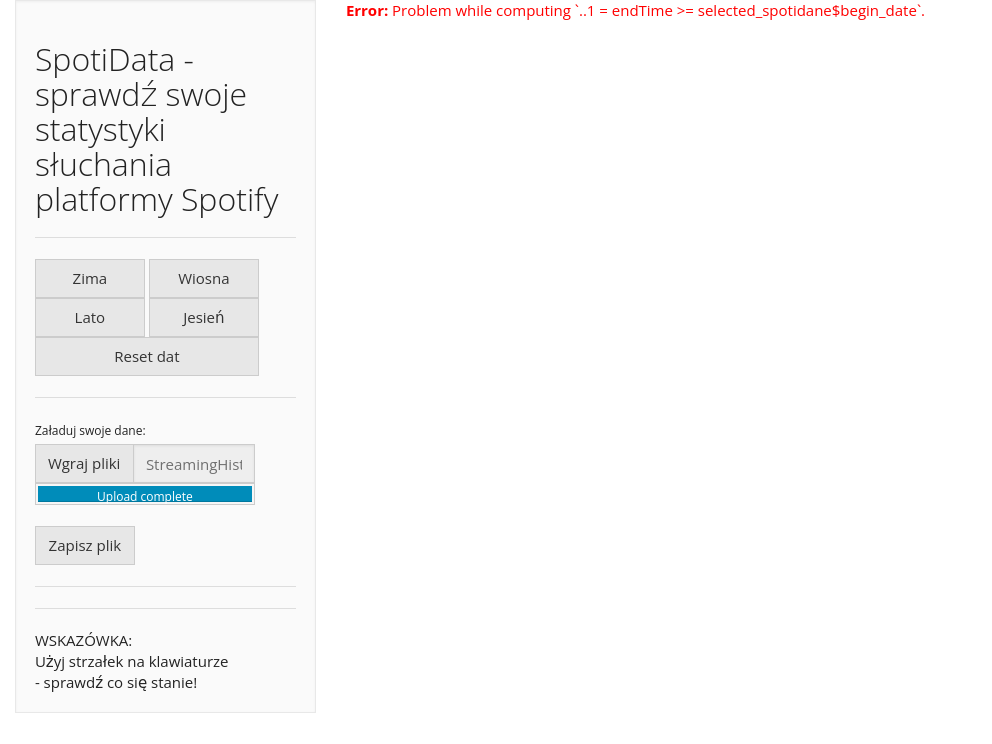 Error: Problem while computing `..1 = endTime >= selected_spotidane$begin_date`.
SpotiData -
sprawdź swoje
statystyki
słuchania
platformy Spotify
Zima
Wiosna
Lato
Jesień
Reset dat
Załaduj swoje dane:
Wgraj pliki
StreamingHist
Upload complete
Zapisz plik
WSKAZÓWKA:
Użyj strzałek na klawiaturze
- sprawdź co się stanie!